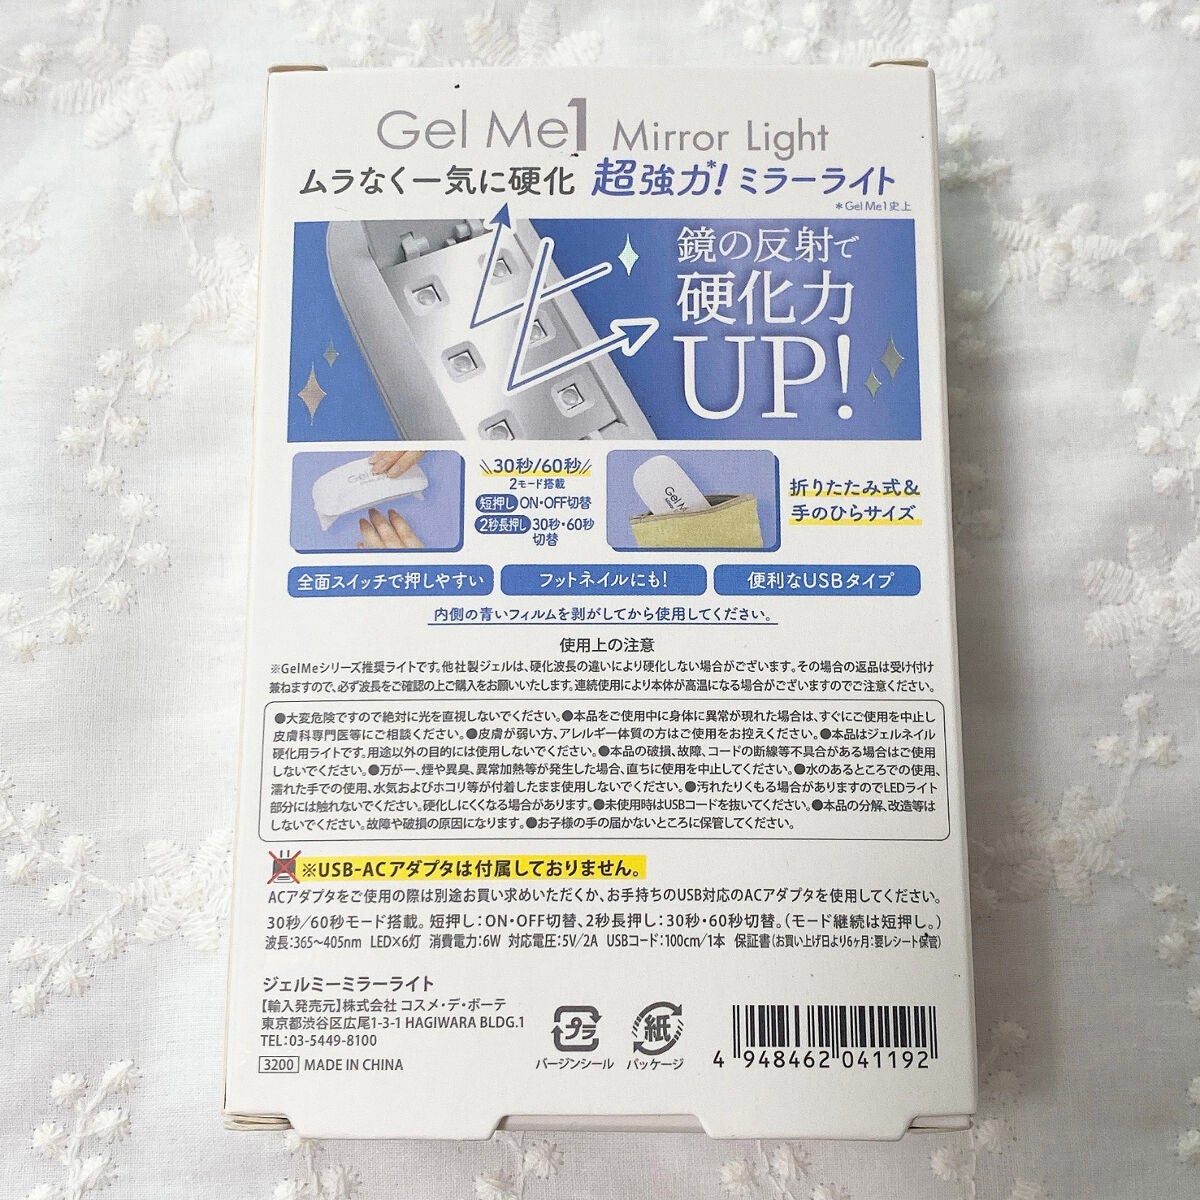 Gel Me1 Mirror Light
ムラなく一気に硬化 超強力*!ミラーライト
*Gel Me1史上
鏡の反射で
硬化力
UP!
Gel Me
30秒/60秒
2モード搭載
短押し ON・OFF切替
2秒長押し 30秒・60秒
切替
Gel Me
折りたたみ式&
手のひらサイズ
全面スイッチで押しやすい
フットネイルにも!
便利なUSBタイプ
内側の青いフィルムを剥がしてから使用してください。
使用上の注意
※GelMeシリーズ推奨ライトです。他社製ジェルは、硬化波長の違いにより硬化しない場合がございます。その場合の返品は受け付け
兼ねますので、必ず波長をご確認の上ご購入をお願いいたします。連続使用により本体が高温になる場合がございますのでご注意ください。
●大変危険ですので絶対に光を直視しないでください。●本品をご使用中に身体に異常が現れた場合は、すぐにご使用を中止し
皮膚科専門医等にご相談ください。●皮膚が弱い方、アレルギー体質の方はご使用をお控えください。●本品はジェルネイル
硬化用ライトです。用途以外の目的には使用しないでください。●本品の破損、故障、コードの断線等不具合がある場合はご使用
しないでください。●万が一、煙や異臭、異常加熱等が発生した場合、直ちに使用を中止してください。●水のあるところでの使用、
濡れた手での使用、水気およびホコリ等が付着したまま使用しないでください。●汚れたりくもる場合がありますのでLEDライト
部分には触れないでください。硬化しにくくなる場合があります。●未使用時はUSBコードを抜いてください。●本品の分解、改造等は
しないでください。故障や破損の原因になります。●お子様の手の届かないところに保管してください。
※USB-ACアダプタは付属しておりません。
ACアダプタをご使用の際は別途お買い求めいただくか、お手持ちのUSB対応のACアダプタを使用してください。
30秒/60秒モード搭載。短押し:ON・OFF切替、2秒長押し:30秒・60秒切替。(モード継続は短押し。)
波長:365~405nm LED×6灯 消費電力:6W 対応電圧:5V/2A USBコード:100cm/1本 保証書(お買い上げ日より6ヶ月:要レシート保管)
ジェルミーミラーライト
【輸入発売元】株式会社 コスメ・デ・ボーテ
東京都渋谷区広尾1-3-1 HAGIWARA BLDG.1
TEL:03-5449-8100
3200 MADE IN CHINA
プラ
バージンシール
紙
パッケージ
4 948462 041192